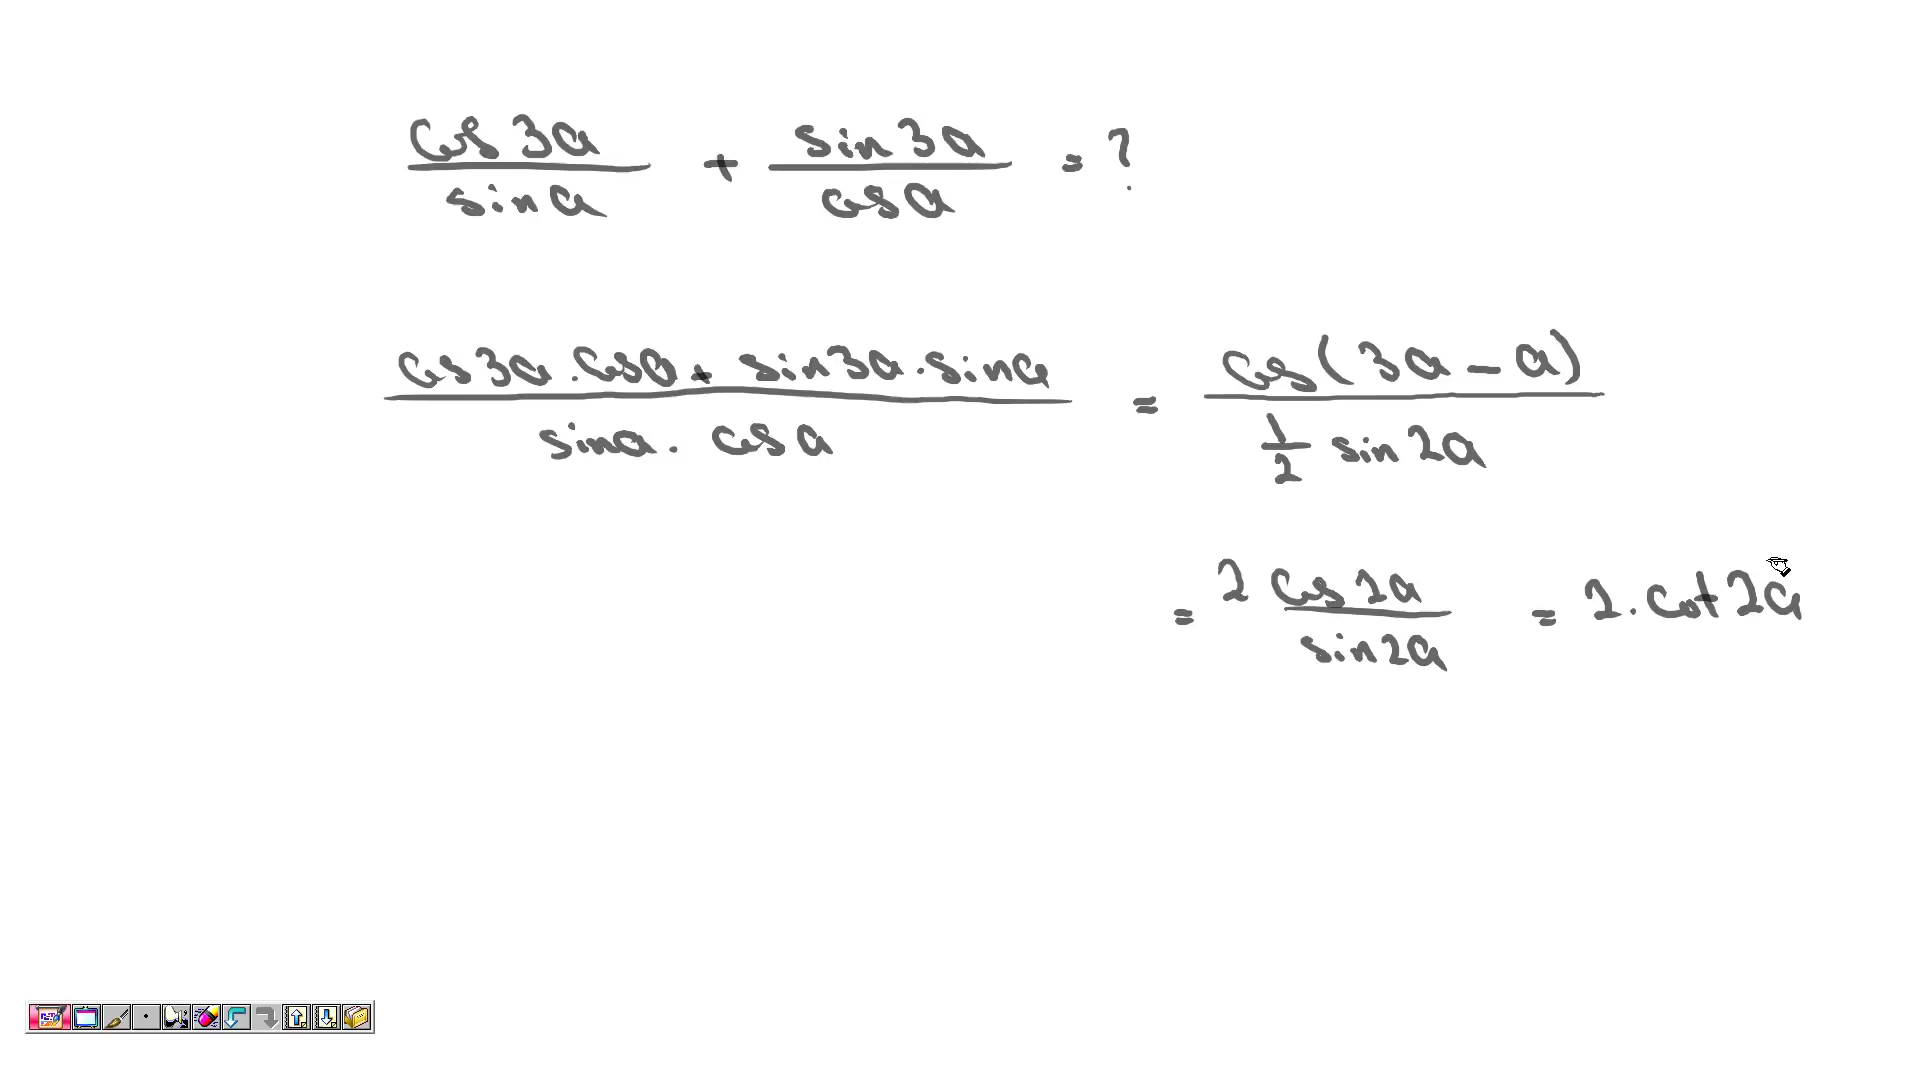 cos 3a / sin a + sin 3a / cos a = ?
cos 3a . cos a + sin 3a . sin a / sin a . cos a = cos ( 3a - a ) / 1/2 sin 2a
= 2 cos 2a / sin 2a = 2 . cot 2a